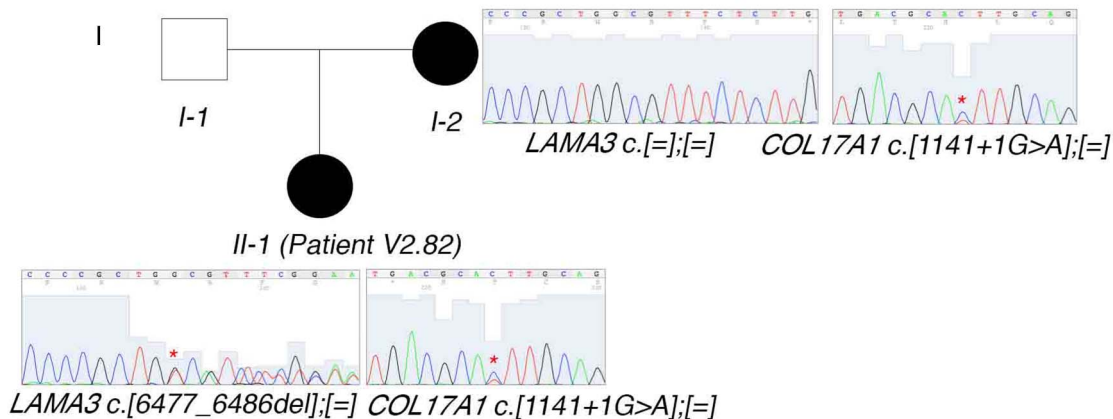 I
C C C G C T G G C G T T T C T C T T G
T G A C G C A C T T G C A G
*
I-1
I-2
LAMA3 c.[=];[=]
COL17A1 c.[1141+1G>A];[=]
II-1 (Patient V2.82)
C C C C G C T G G C G T T T C G G A A
T G A C G C A C T T G C A G
*
*
LAMA3 c.[6477_6486del];[=]
COL17A1 c.[1141+1G>A];[=]